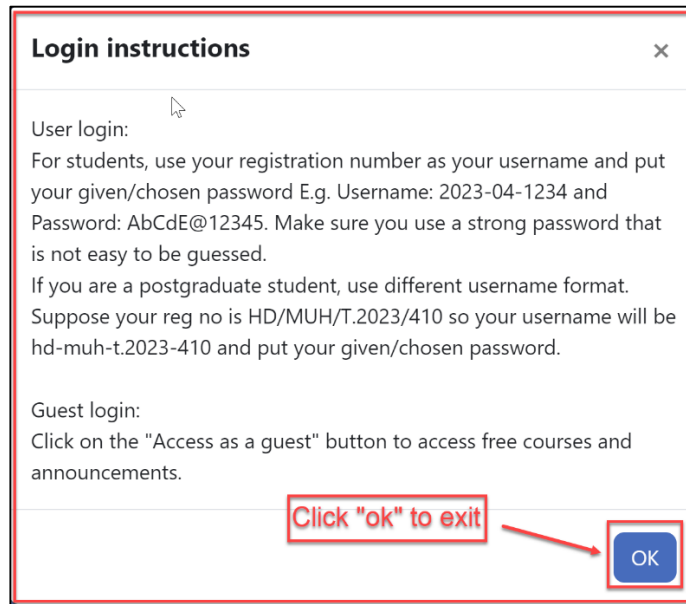 Login instructions
×
User login:
For students, use your registration number as your username and put
your given/chosen password E.g. Username: 2023-04-1234 and
Password: AbCdE@12345. Make sure you use a strong password that
is not easy to be guessed.
If you are a postgraduate student, use different username format.
Suppose your reg no is HD/MUH/T.2023/410 so your username will be
hd-muh-t.2023-410 and put your given/chosen password.
Guest login:
Click on the "Access as a guest" button to access free courses and
announcements.
Click "ok" to exit
OK